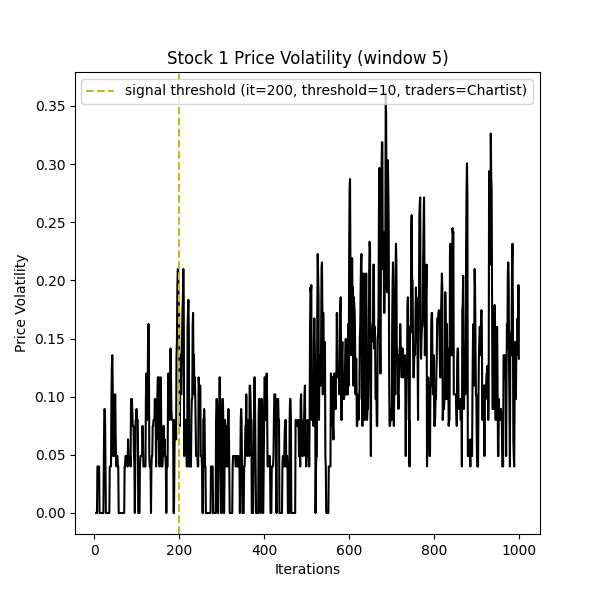 Stock 1 Price Volatility (window 5)
signal threshold (it=200, threshold=10, traders=Chartist)
Price Volatility
0.35
0.30
0.25
0.20
0.15
0.10
0.05
0.00
0 200 400 600 800 1000
Iterations